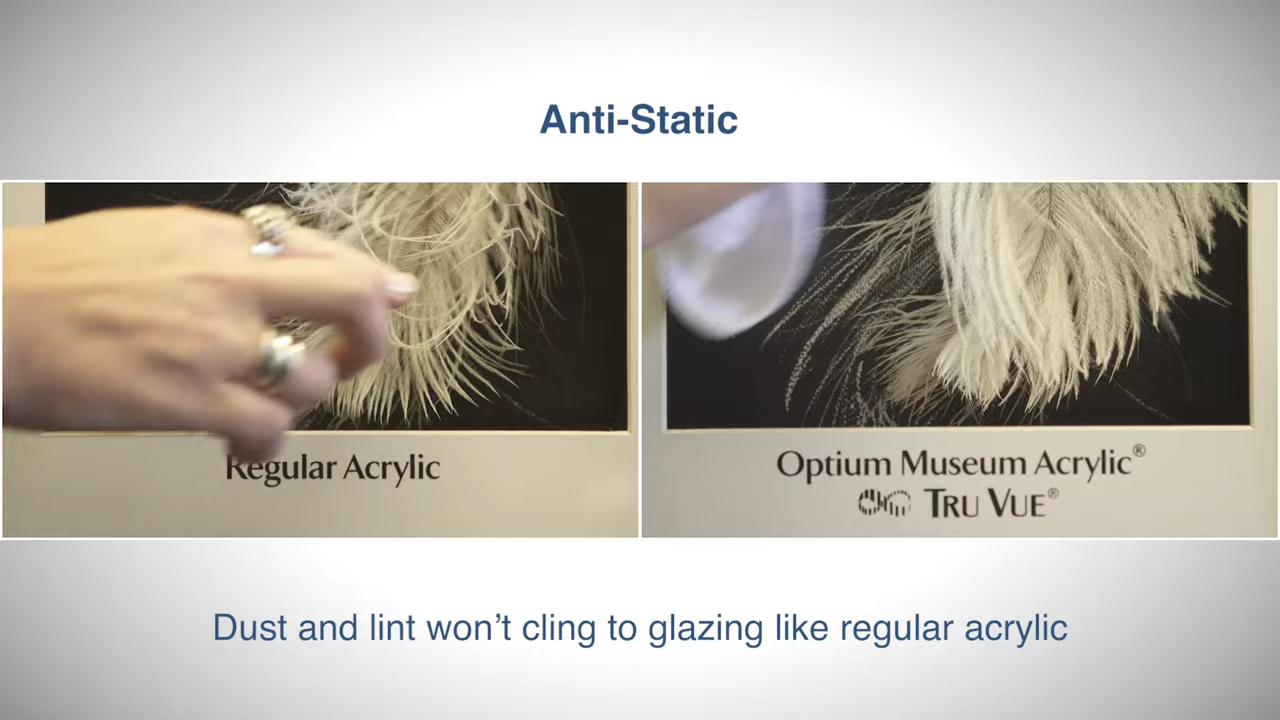 Anti-Static
Regular Acrylic
Optium Museum Acrylic®
TRU VUE®
Dust and lint won’t cling to glazing like regular acrylic